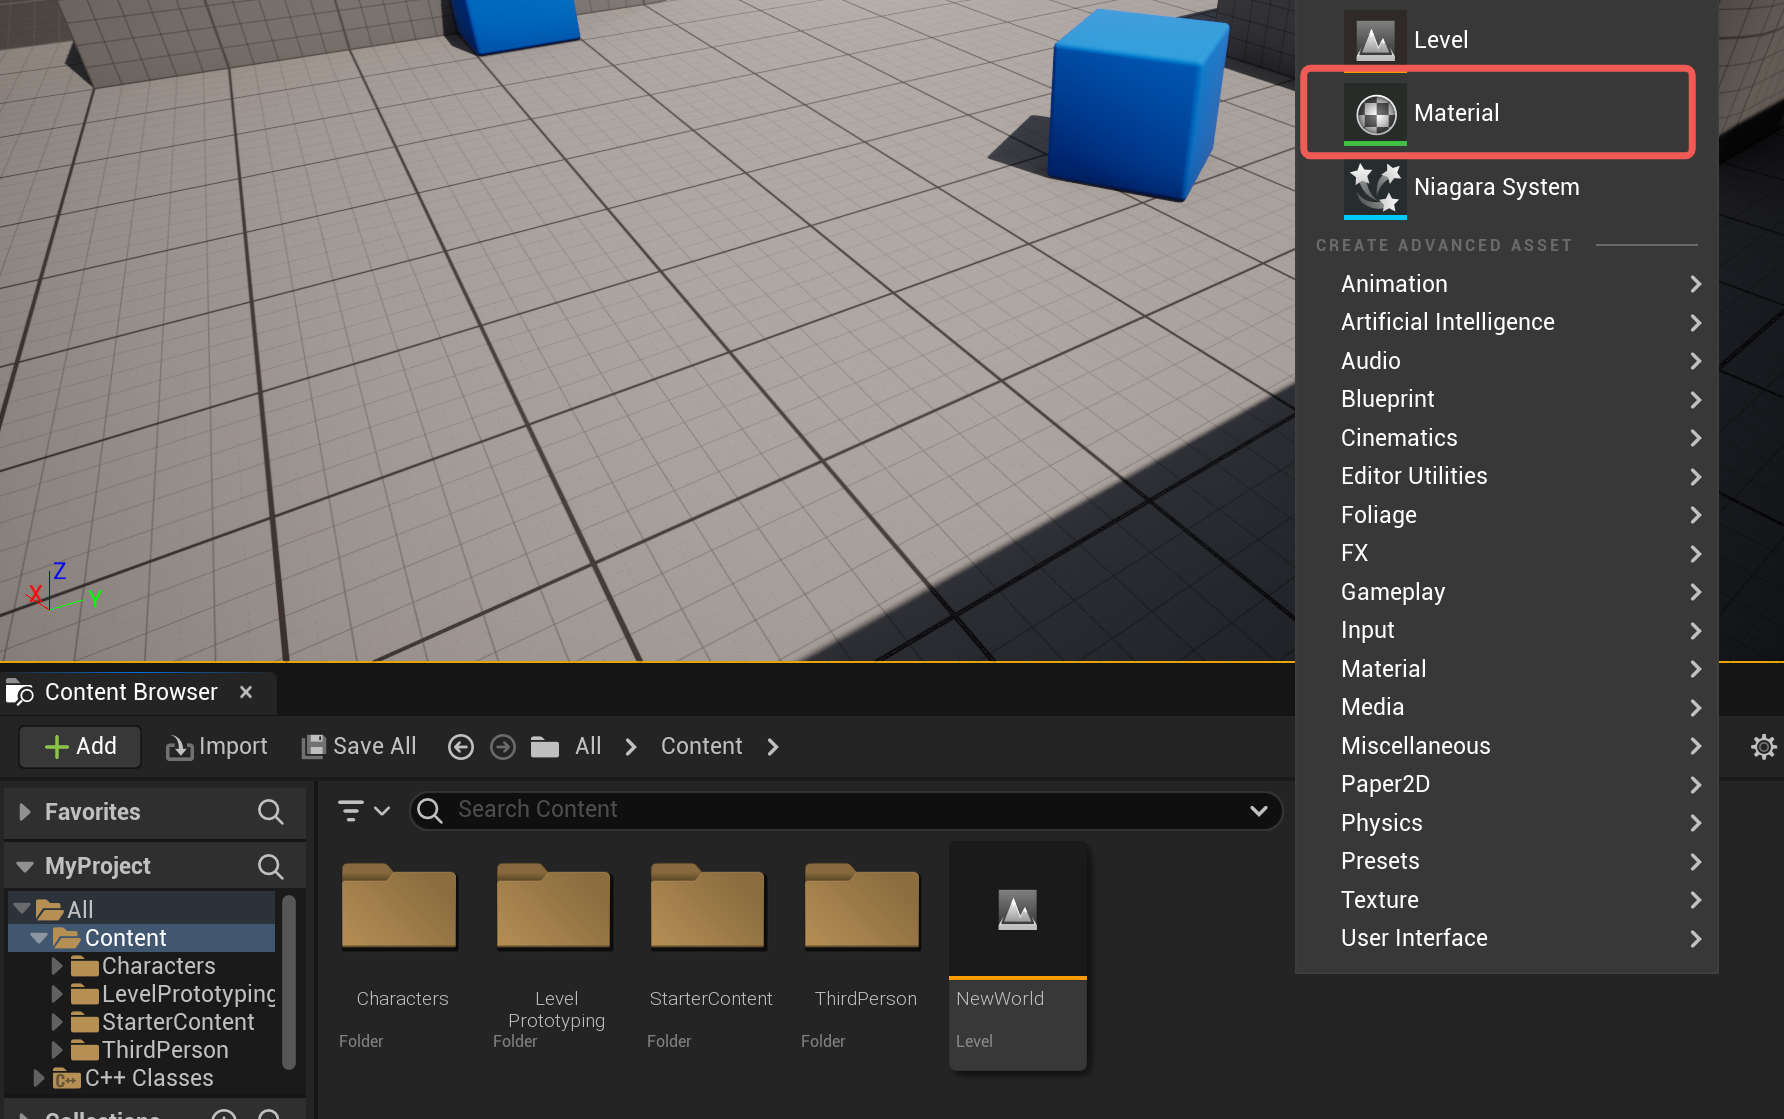 Level
Material
Niagara System
CREATE ADVANCED ASSET
Animation
Artificial Intelligence
Audio
Blueprint
Cinematics
Editor Utilities
Foliage
FX
Gameplay
Input
Material
Media
Miscellaneous
Paper2D
Physics
Presets
Texture
User Interface
Z
X
Y
Content Browser
Add
Import
Save All
All
Content
Favorites
Search Content
MyProject
All
Content
Characters
LevelPrototyping
StarterContent
ThirdPerson
C++ Classes
Collections
Characters
Folder
Level
Prototyping
Folder
StarterContent
Folder
ThirdPerson
Folder
NewWorld
Level